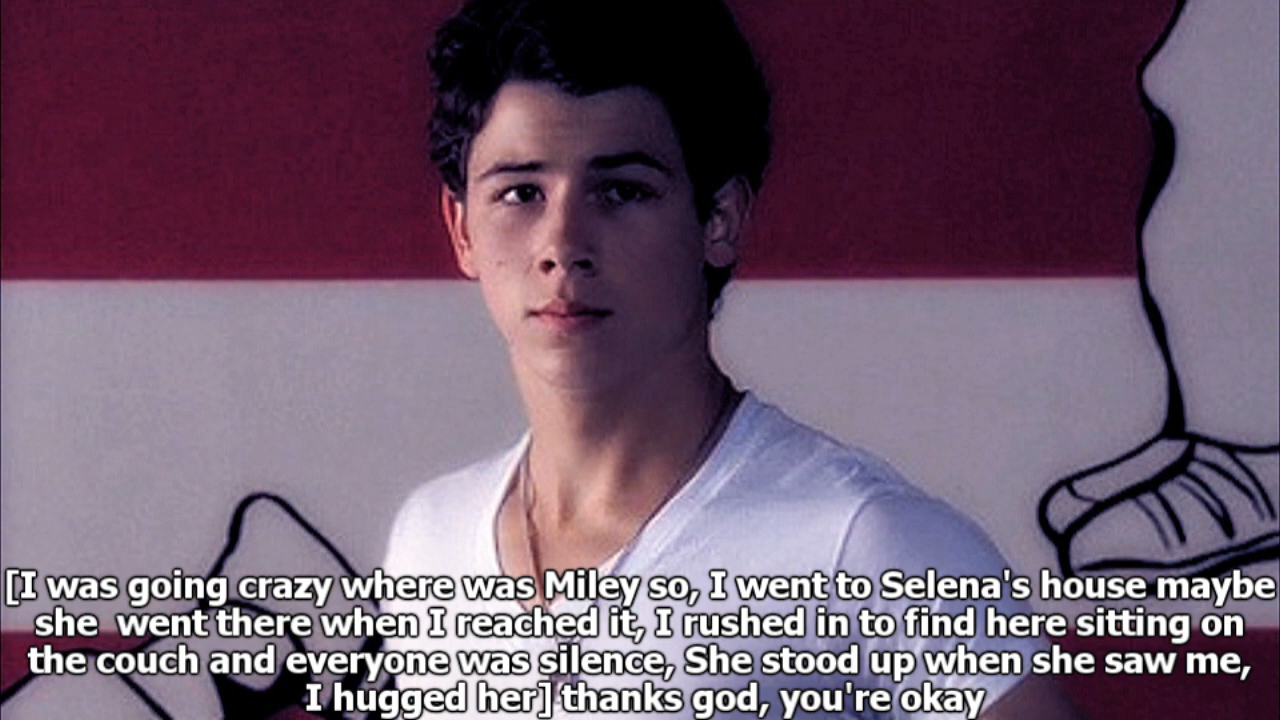 [I was going crazy where was Miley so, I went to Selena's house maybe
she  went there when I reached it, I rushed in to find here sitting on
the couch and everyone was silence, She stood up when she saw me,
I hugged her] thanks god, you're okay